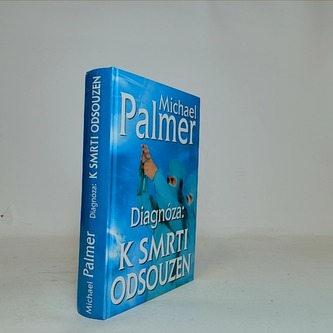 Michael
Palmer
Diagnóza:
K SMRTI
ODSOUZEN
Michael Palmer Diagnóza: K SMRTI ODSOUZEN